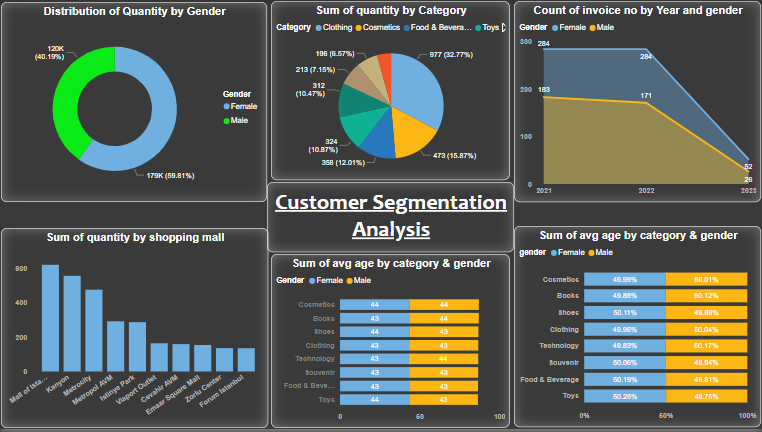 Distribution of Quantity by Gender
120K
(40.19%)
Gender
Female
Male
179K (59.81%)
Sum of quantity by Category
Category Clothing Cosmetics Food & Bevera… Toys
196 (6.57%)
977 (32.77%)
213 (7.15%)
312
(10.47%)
324
(10.87%)
358 (12.01%)
473 (15.87%)
Count of invoice no by Year and gender
Gender Female Male
300
284
284
200
183
171
100
52
26
0
2021 2022 2023
Customer Segmentation
Analysis
Sum of quantity by shopping mall
600
400
200
0
Mall of Ista…
Kanyon
Metrocity
Metropol AVM
Istinye Park
Viaport Outlet
Cevahir AVM
Emaar Square Mall
Zorlu Center
Forum Istanbul
Sum of avg age by category & gender
Gender Female Male
Cosmetics 44 44
Books 43 44
Shoes 44 43
Clothing 43 43
Technology 43 44
Souvenir 43 43
Food & Beve… 43 43
Toys 44 43
0 50 100
Sum of avg age by category & gender
gender Female Male
Cosmetics 49.99% 50.01%
Books 49.88% 50.12%
Shoes 50.11% 49.89%
Clothing 49.96% 50.04%
Technology 49.83% 50.17%
Souvenir 50.06% 49.94%
Food & Beverage 50.19% 49.81%
Toys 50.25% 49.75%
0% 50% 100%